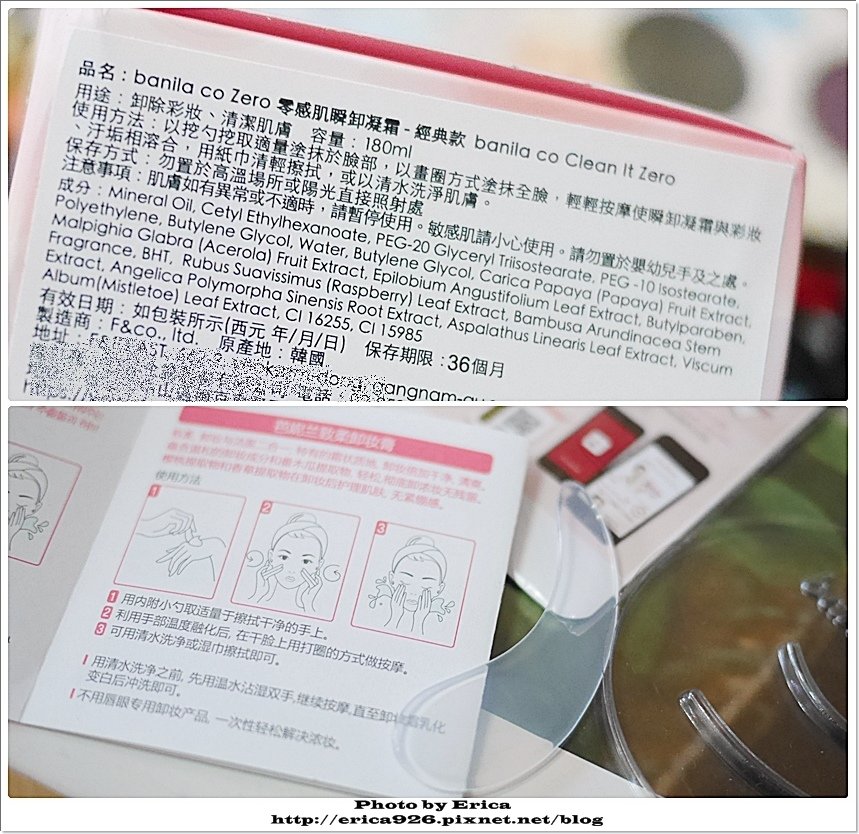 品名：banila co Zero 零感肌瞬卸凝霜 - 經典款 banila co Clean It Zero
用途：卸除彩妝、清潔肌膚 容量：180ml
使用方法：以挖勺挖取適量塗抹於臉部，以畫圈方式塗抹全臉，輕輕按摩使瞬卸凝霜與彩妝
、汙垢相溶合，用紙巾清輕擦拭，或以清水洗淨肌膚。
保存方式：勿置於高溫場所或陽光直接照射處
注意事項：肌膚如有異常或不適時，請暫停使用。敏感肌請小心使用。請勿置於嬰幼兒手及之處。
成分：Mineral Oil, Cetyl Ethylhexanoate, PEG-20 Glyceryl Triisostearate, PEG -10 Isostearate,
Polyethylene, Butylene Glycol, Water, Butylene Glycol, Carica Papaya (Papaya) Fruit Extract,
Malpighia Glabra (Acerola) Fruit Extract, Epilobium Angustifolium Leaf Extract, Butylparaben,
Fragrance, BHT, Rubus Suavissimus (Raspberry) Leaf Extract, Bambusa Arundinacea Stem
Extract, Angelica Polymorpha Sinensis Root Extract, Aspalathus Linearis Leaf Extract, Viscum
Album(Mistletoe) Leaf Extract, CI 16255, CI 15985
有效日期：如包裝所示(西元 年/月/日) 保存期限：36個月
製造商：F&co., ltd. 原產地：韓國
地址：
芭妮兰致柔卸妆膏
使用方法
1
2
3
1 用内附小勺取适量于擦拭干净的手上。
2 利用手部温度融化后, 在干脸上用打圈的方式做按摩。
3 可用清水洗净或湿巾擦拭即可。
用清水洗净之前, 先用温水沾湿双手,继续按摩,直至卸妆霜乳化
变白后冲洗即可。
不用唇眼专用卸妆产品, 一次性轻松解决浓妆。
Photo by Erica
http://erica926.pixnet.net/blog